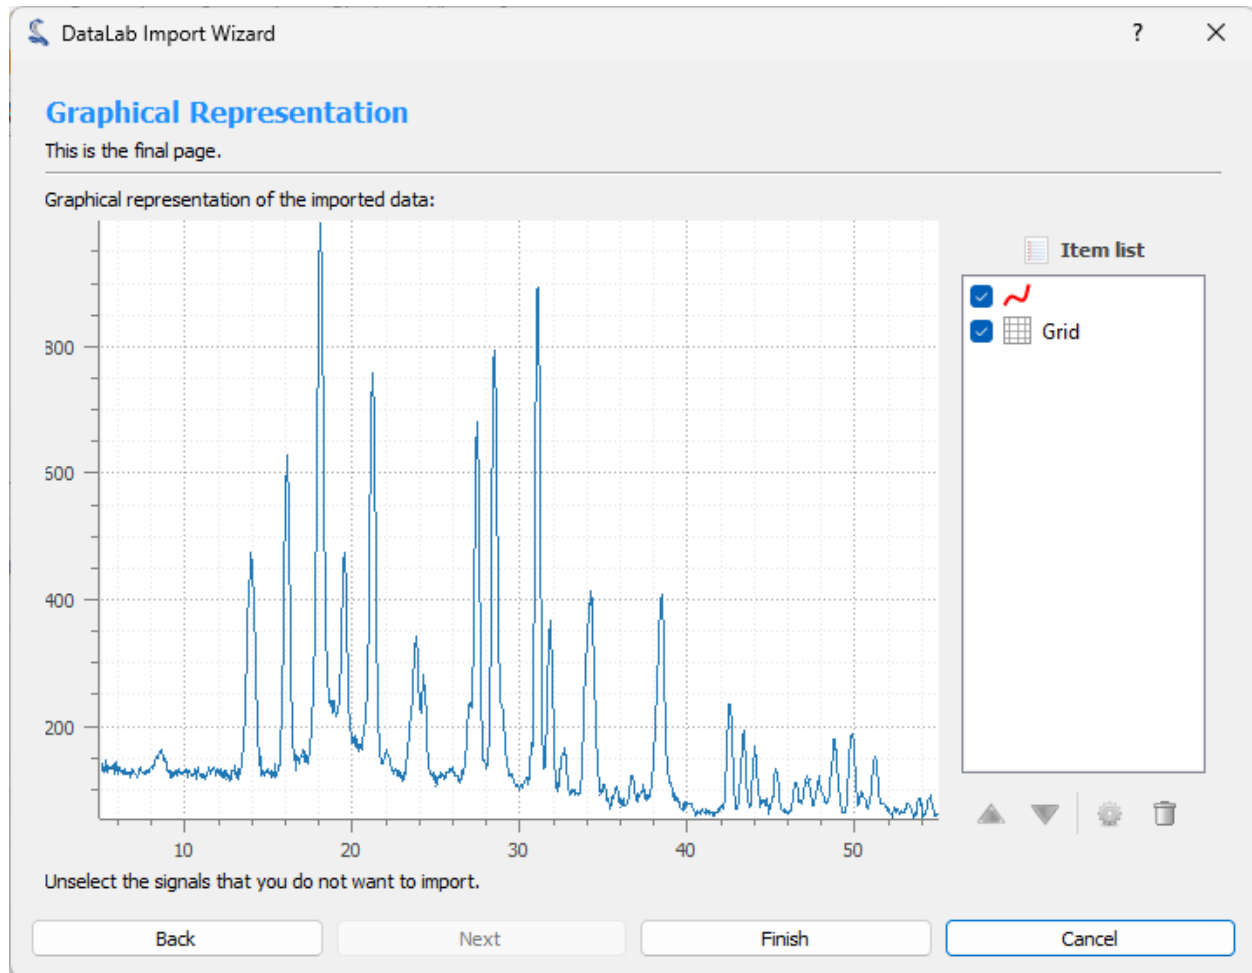 DataLab Import Wizard
?
Graphical Representation
This is the final page.
Graphical representation of the imported data:
800
600
400
200
10 20 30 40 50
Item list
Grid
Unselect the signals that you do not want to import.
Back Next Finish Cancel